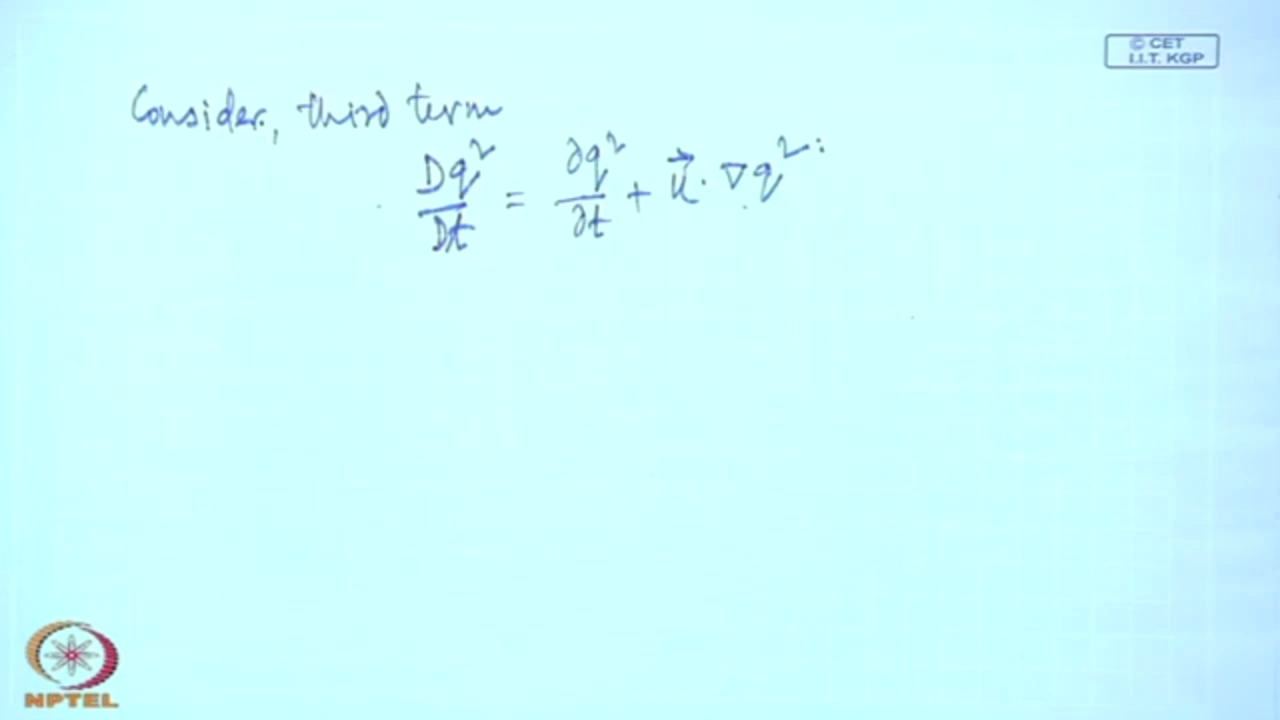 © CET
I.I.T. KGP
Consider, third term
Dq²/Dt = ∂q²/∂t + u⃗ · ∇q² :
NPTEL